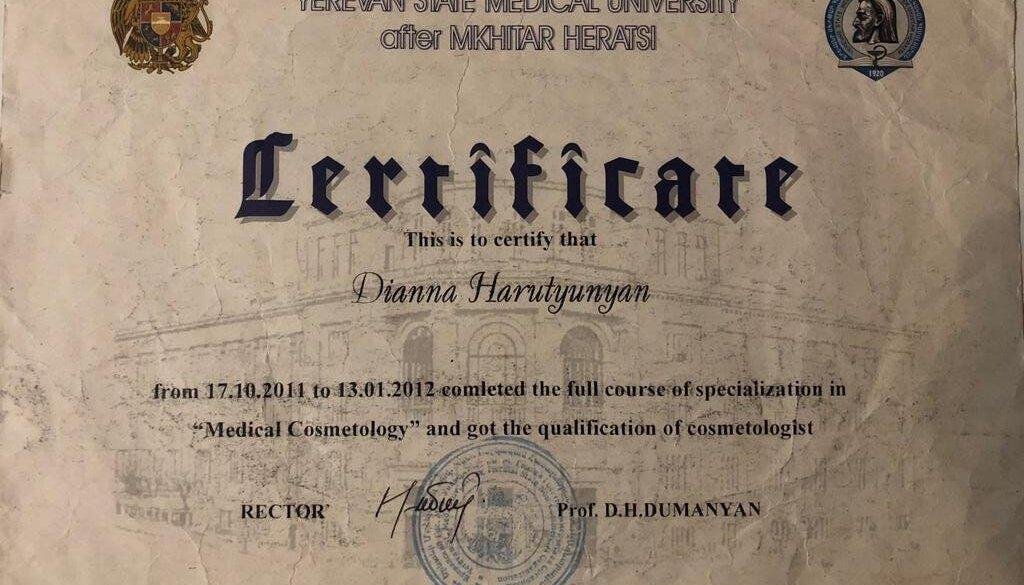 YEREVAN STATE MEDICAL UNIVERSITY
after MKHITAR HERATSI
1920
Certificate
This is to certify that
Dianna Harutyunyan
from 17.10.2011 to 13.01.2012 comleted the full course of specialization in
“Medical Cosmetology” and got the qualification of cosmetologist
RECTOR
Prof. D.H.DUMANYAN